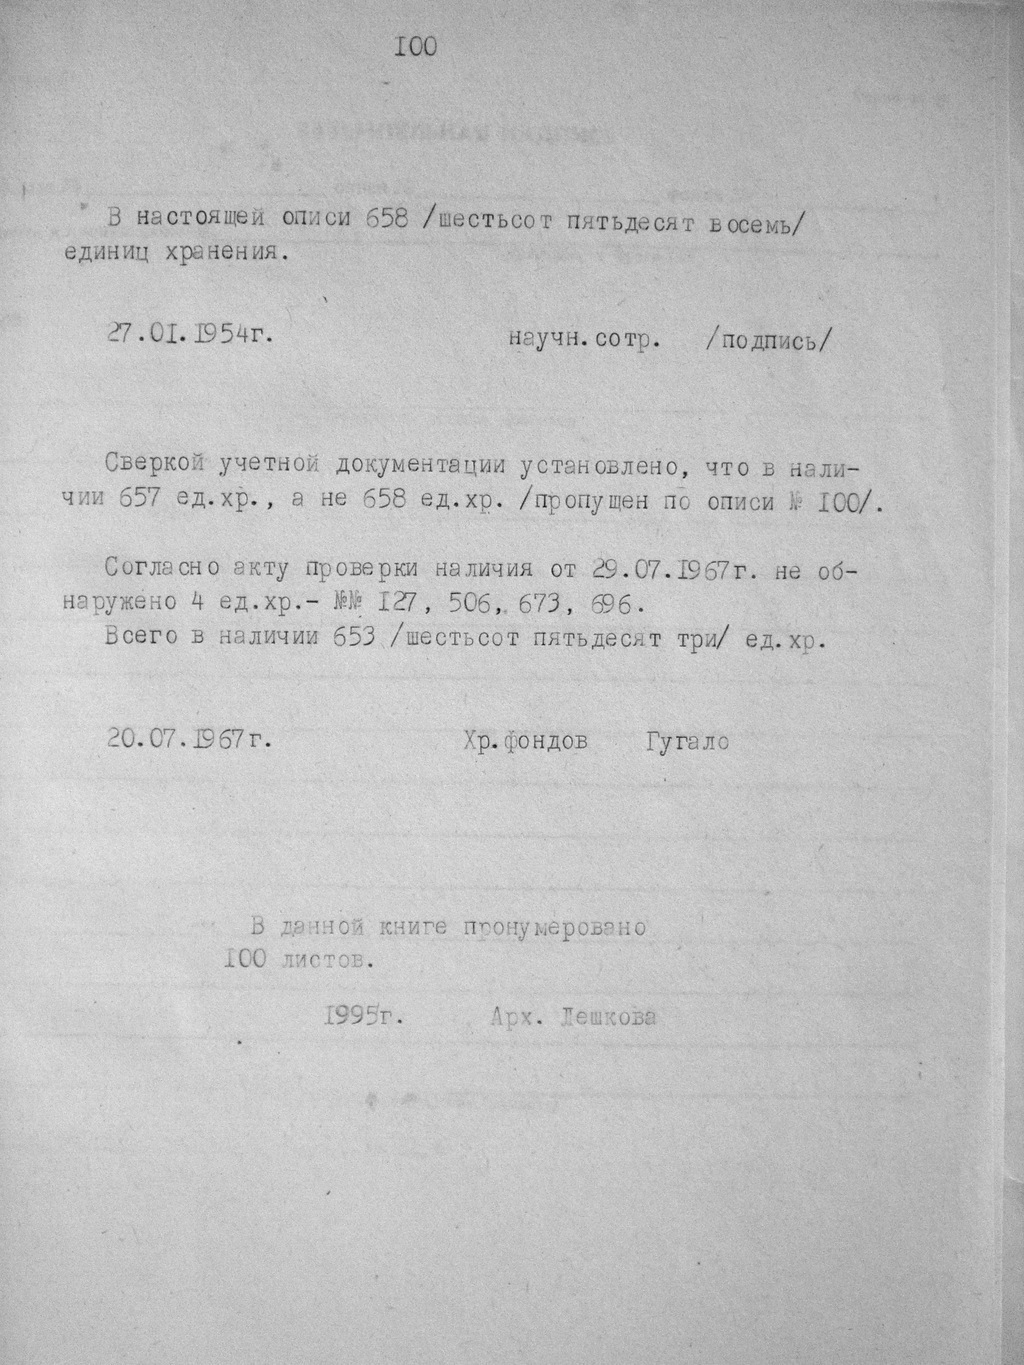 100
В настоящей описи 658 /шестьсот пятьдесят восемь/
единиц хранения.
27.01.1954г. научн.сотр. /подпись/
Сверкой учетной документации установлено, что в нали-
чии 657 ед.хр., а не 658 ед.хр. /пропущен по описи № 100/.
Согласно акту проверки наличия от 29.07.1967г. не об-
наружено 4 ед.хр.- №№ 127, 506, 673, 696.
Всего в наличии 653 /шестьсот пятьдесят три/ ед.хр.
20.07.1967г. Хр.фондов Гугало
В данной книге пронумеровано
100 листов.
1995г. Арх. Лешкова